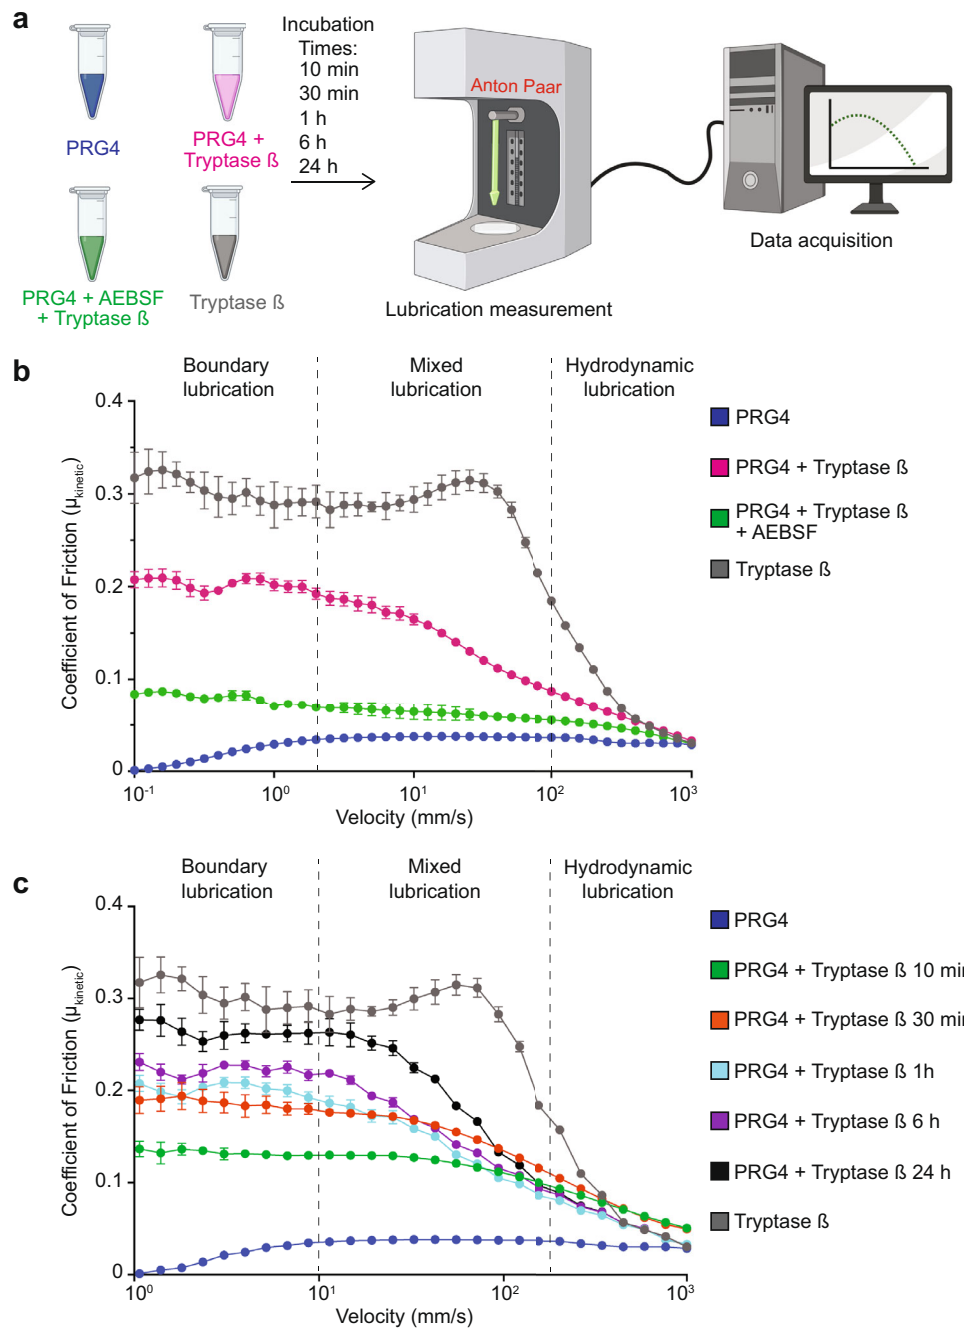 a
Incubation
Times:
10 min
30 min
1 h
6 h
24 h
PRG4
PRG4 +
Tryptase ß
PRG4 + AEBSF
+ Tryptase ß
Tryptase ß
Anton Paar
Lubrication measurement
Data acquisition
b
Boundary
lubrication
Mixed
lubrication
Hydrodynamic
lubrication
Coefficient of Friction (μkinetic)
0.4
0.3
0.2
0.1
0
10-1
100
101
102
103
Velocity (mm/s)
PRG4
PRG4 + Tryptase ß
PRG4 + Tryptase ß
+ AEBSF
Tryptase ß
c
Boundary
lubrication
Mixed
lubrication
Hydrodynamic
lubrication
Coefficient of Friction (μkinetic)
0.4
0.3
0.2
0.1
0
100
101
102
103
Velocity (mm/s)
PRG4
PRG4 + Tryptase ß 10 min
PRG4 + Tryptase ß 30 min
PRG4 + Tryptase ß 1h
PRG4 + Tryptase ß 6 h
PRG4 + Tryptase ß 24 h
Tryptase ß